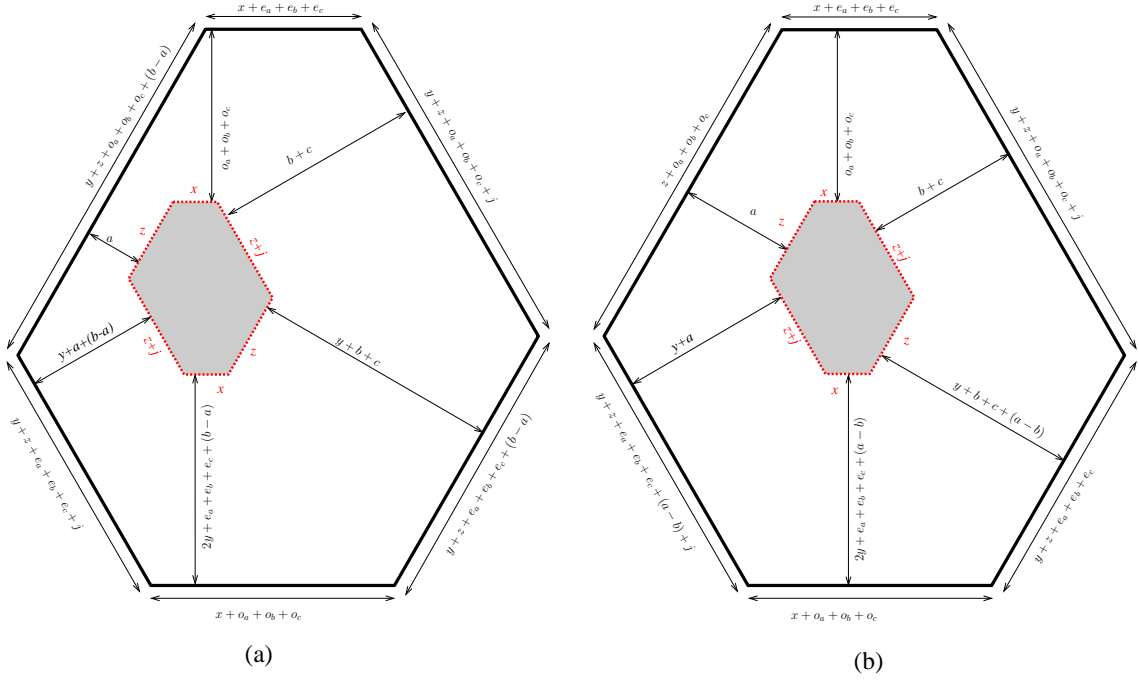 x + e_a + e_b + e_c
y + z + o_a + o_b + o_c + (b − a)
y + z + o_a + o_b + o_c + j
o_a + o_b + o_c
b + c
x
z
z+j
a
y+a+(b-a)
z+j
z
x
y + b + c
2y + e_a + e_b + e_c + (b − a)
y + z + e_a + e_b + e_c + j
y + z + e_a + e_b + e_c + (b − a)
x + o_a + o_b + o_c
(a)
x + e_a + e_b + e_c
z + o_a + o_b + o_c
y + z + o_a + o_b + o_c + j
o_a + o_b + o_c
b + c
x
z
z+j
a
y+a
z+j
z
x
y + b + c + (a − b)
2y + e_a + e_b + e_c + (a − b)
y + z + e_a + e_b + e_c + (a − b) + j
y + z + e_a + e_b + e_c
x + o_a + o_b + o_c
(b)